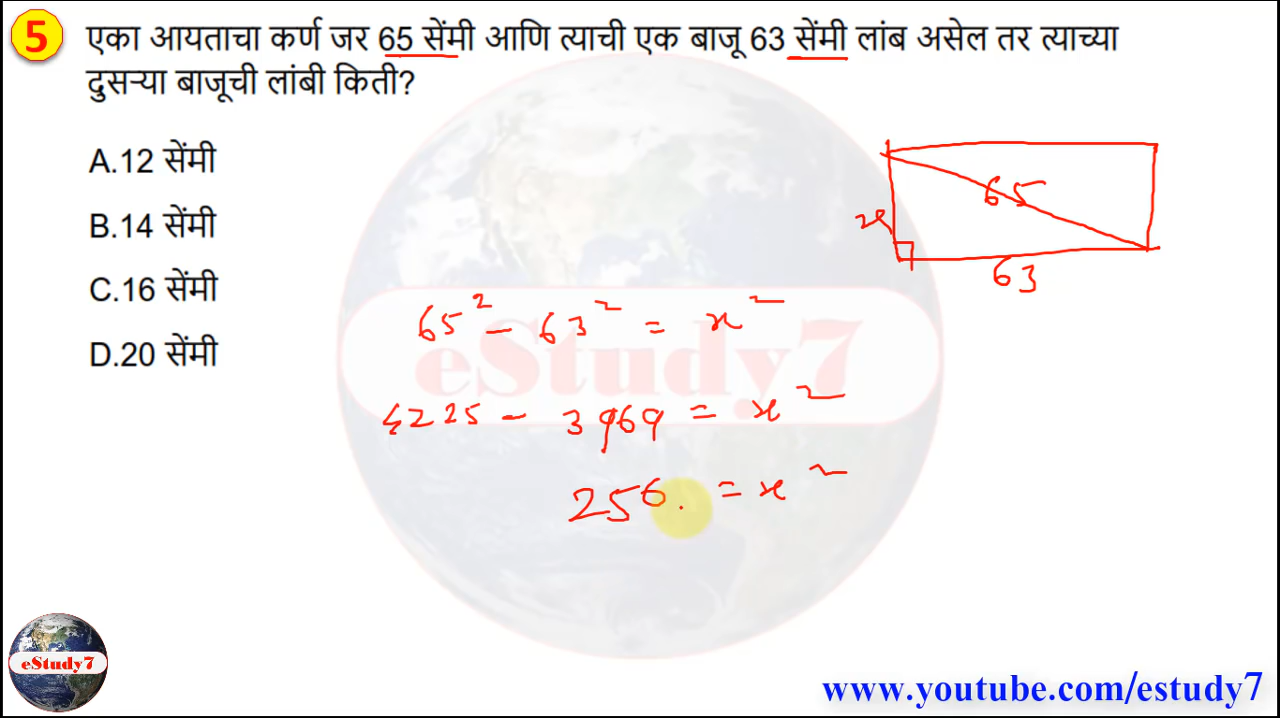 5
एका आयताचा कर्ण जर 65 सेंमी आणि त्याची एक बाजू 63 सेंमी लांब असेल तर त्याच्या
दुसऱ्या बाजूची लांबी किती?
A.12 सेंमी
B.14 सेंमी
C.16 सेंमी
D.20 सेंमी
65
x
63
65² - 63² = x²
4225 - 3969 = x²
256. = x²
eStudy7
eStudy7
www.youtube.com/estudy7